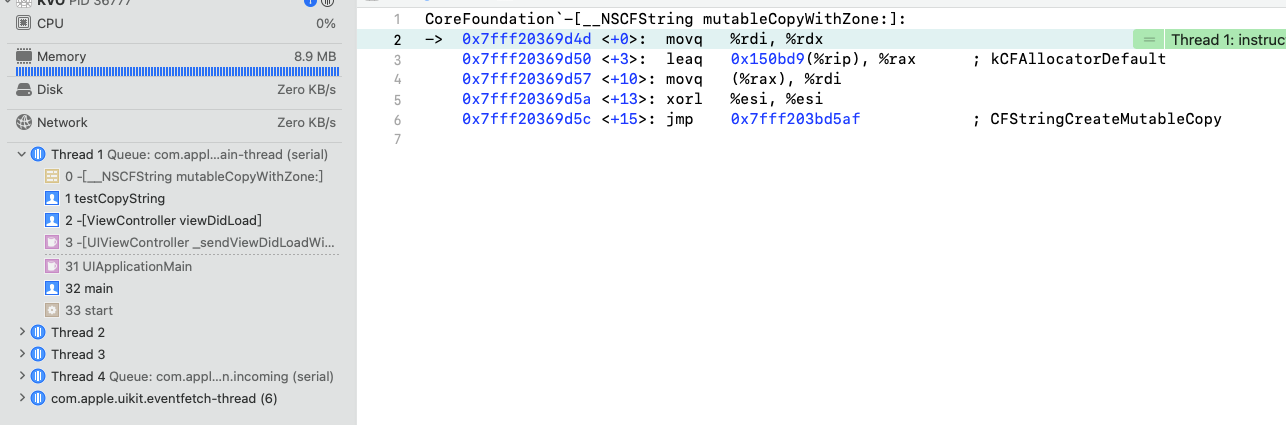 KVO PID 36777
CPU 0%
Memory 8.9 MB
Disk Zero KB/s
Network Zero KB/s
Thread 1 Queue: com.appl...ain-thread (serial)
0 -[__NSCFString mutableCopyWithZone:]
1 testCopyString
2 -[ViewController viewDidLoad]
3 -[UIViewController _sendViewDidLoadWi...
31 UIApplicationMain
32 main
33 start
Thread 2
Thread 3
Thread 4 Queue: com.appl...n.incoming (serial)
com.apple.uikit.eventfetch-thread (6)
1 CoreFoundation`-[__NSCFString mutableCopyWithZone:]:
2 -> 0x7fff20369d4d <+0>: movq %rdi, %rdx = Thread 1: instruc
3 0x7fff20369d50 <+3>: leaq 0x150bd9(%rip), %rax ; kCFAllocatorDefault
4 0x7fff20369d57 <+10>: movq (%rax), %rdi
5 0x7fff20369d5a <+13>: xorl %esi, %esi
6 0x7fff20369d5c <+15>: jmp 0x7fff203bd5af ; CFStringCreateMutableCopy
7